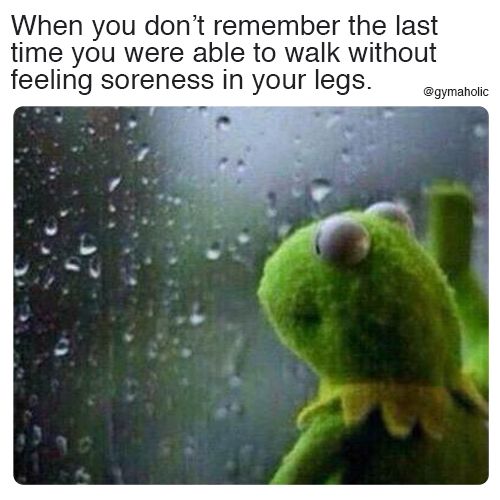 When you don’t remember the last
time you were able to walk without
feeling soreness in your legs.
@gymaholic